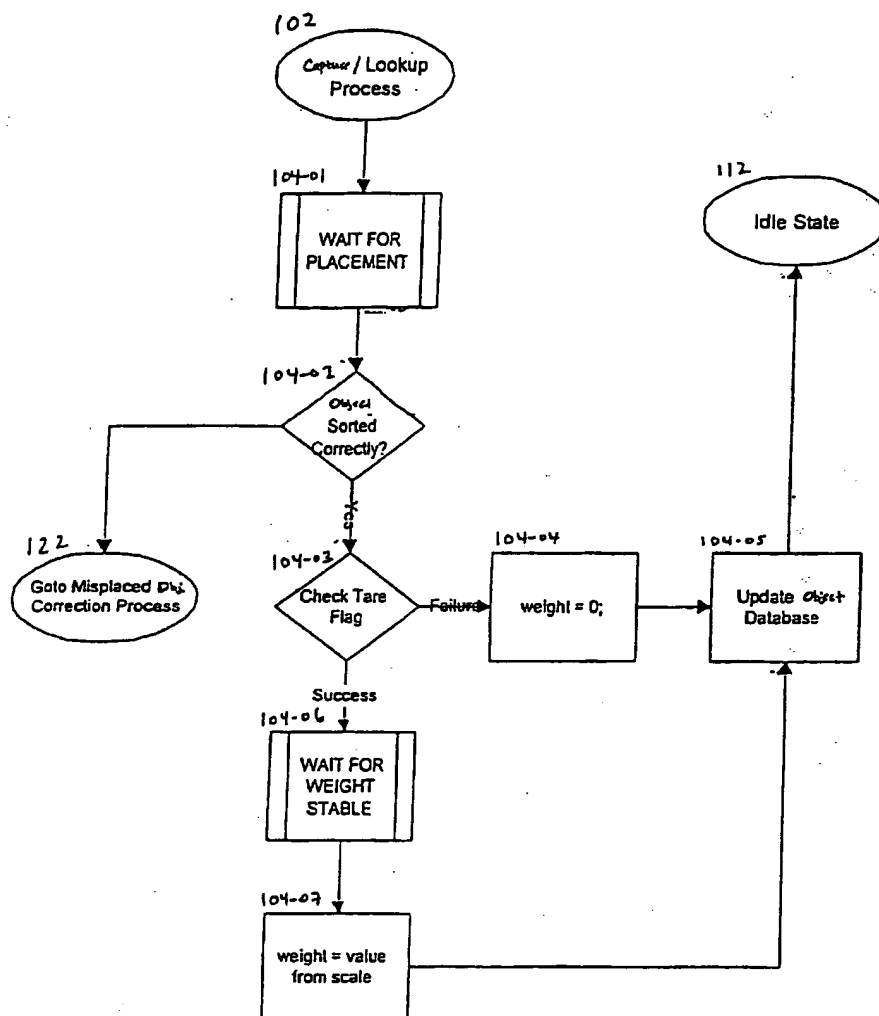 102
Capture / Lookup
Process
104-01
WAIT FOR
PLACEMENT
112
Idle State
104-02
Object
Sorted
Correctly?
Yes
122
Goto Misplaced Obj.
Correction Process
104-03
Check Tare
Flag
Failure
104-04
weight = 0;
104-05
Update Object
Database
Success
104-06
WAIT FOR
WEIGHT
STABLE
104-07
weight = value
from scale